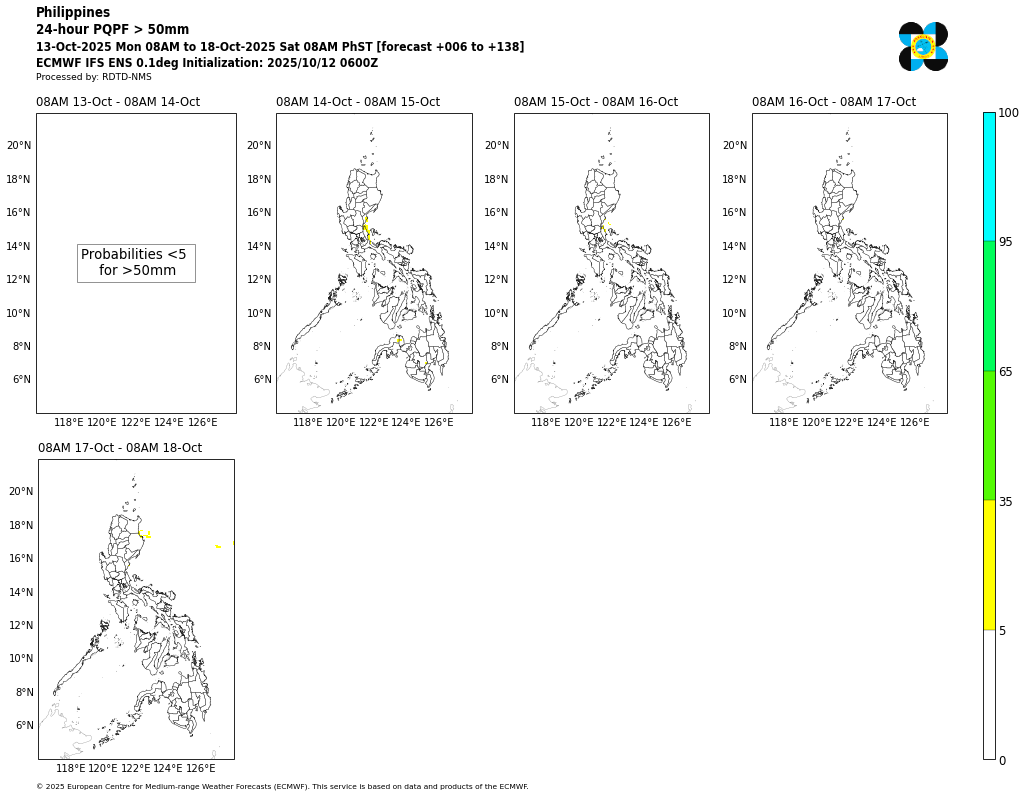 Philippines
24-hour PQPF > 50mm
13-Oct-2025 Mon 08AM to 18-Oct-2025 Sat 08AM PhST [forecast +006 to +138]
ECMWF IFS ENS 0.1deg Initialization: 2025/10/12 0600Z
Processed by: RDTD-NMS
08AM 13-Oct - 08AM 14-Oct
20°N
18°N
16°N
14°N
12°N
10°N
8°N
6°N
Probabilities <5
for >50mm
118°E 120°E 122°E 124°E 126°E
08AM 14-Oct - 08AM 15-Oct
20°N
18°N
16°N
14°N
12°N
10°N
8°N
6°N
118°E 120°E 122°E 124°E 126°E
08AM 15-Oct - 08AM 16-Oct
20°N
18°N
16°N
14°N
12°N
10°N
8°N
6°N
118°E 120°E 122°E 124°E 126°E
08AM 16-Oct - 08AM 17-Oct
20°N
18°N
16°N
14°N
12°N
10°N
8°N
6°N
118°E 120°E 122°E 124°E 126°E
08AM 17-Oct - 08AM 18-Oct
20°N
18°N
16°N
14°N
12°N
10°N
8°N
6°N
118°E 120°E 122°E 124°E 126°E
100
95
65
35
5
0
© 2025 European Centre for Medium-range Weather Forecasts (ECMWF). This service is based on data and products of the ECMWF.